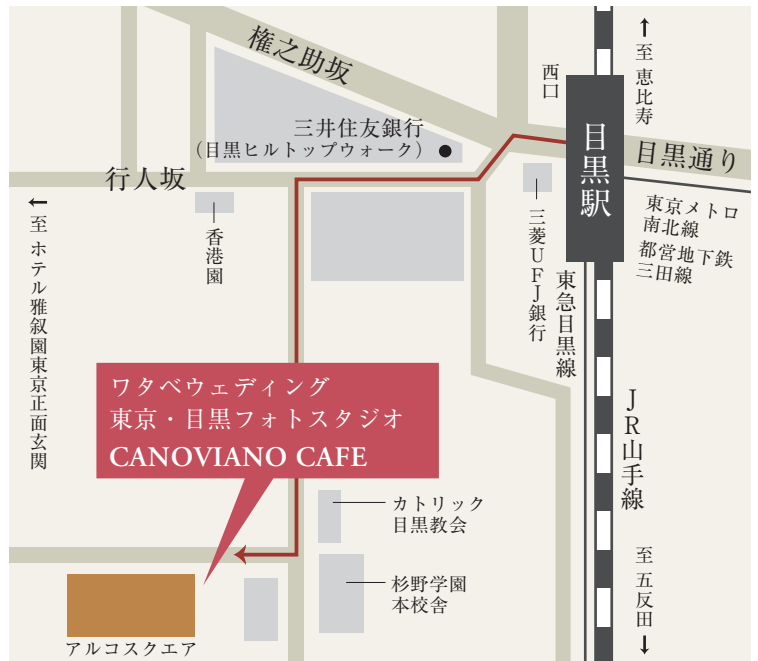 権之助坂
西口
至 恵比寿
三井住友銀行
(目黒ヒルトップウォーク)
目黒駅
目黒通り
行人坂
東京メトロ
南北線
都営地下鉄
三田線
至 ホテル雅叙園東京正面玄関
香港園
三菱UFJ銀行
東急目黒線
ワタベウェディング
東京・目黒フォトスタジオ
CANOVIANO CAFE
JR山手線
カトリック
目黒教会
至 五反田
杉野学園
本校舎
アルコスクエア